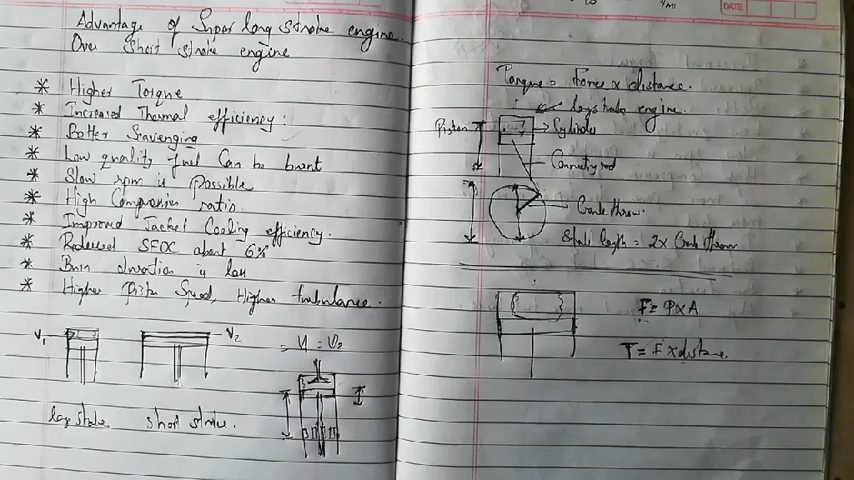 Advantage of Super long stroke engine.
Over Short stroke engine
* Higher Torque
* Increased Thermal efficiency:
* Better Scavenging
* Low quality fuel Can be burnt
* Slow rpm is possible
* High Compression ratio.
* Improved Jacket Cooling efficiency.
* Reduced SFOC about 6%
* Burn duration is low
* Higher Piston Speed, Higher turbulance.
V1
V2
= V1 = V2
long stroke.
short stroke.
DATE
Torque = Force x distance.
longstroke engine.
Piston
Cylinder
Connecting rod
Crank throw.
Stroke length = 2x Crank throw
F = P x A
T = F x distance.